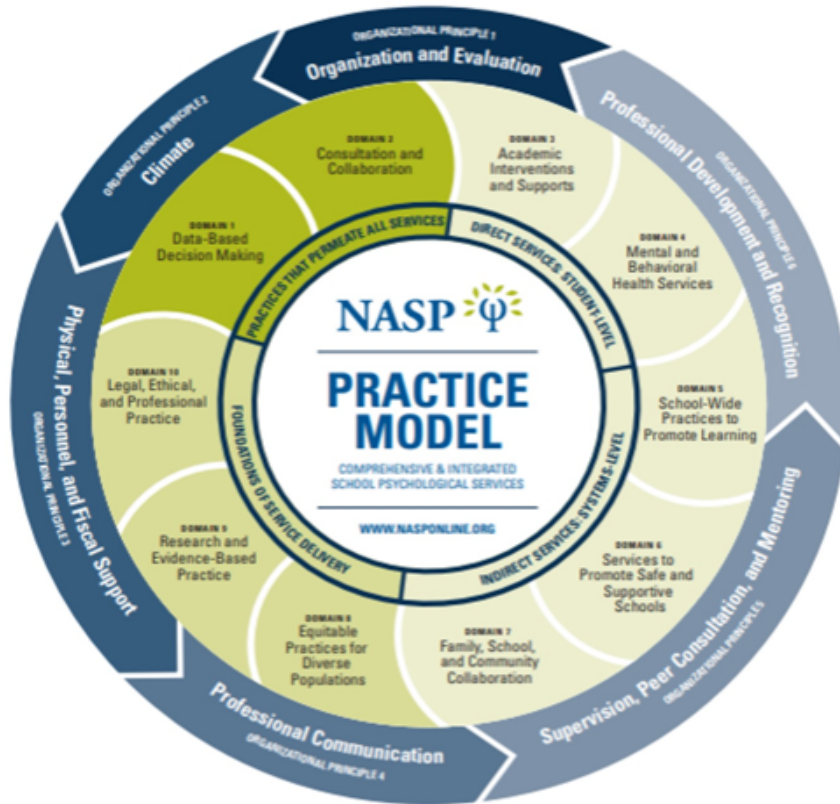 ORGANIZATIONAL PRINCIPLE 1
Organization and Evaluation
ORGANIZATIONAL PRINCIPLE 2
Climate
ORGANIZATIONAL PRINCIPLE 3
Physical, Personnel, and Fiscal Support
ORGANIZATIONAL PRINCIPLE 4
Professional Communication
ORGANIZATIONAL PRINCIPLE 5
Supervision, Peer Consultation, and Mentoring
ORGANIZATIONAL PRINCIPLE 6
Professional Development and Recognition
DOMAIN 1
Data-Based
Decision Making
DOMAIN 2
Consultation and
Collaboration
DOMAIN 3
Academic
Interventions
and Supports
DOMAIN 4
Mental and
Behavioral
Health Services
DOMAIN 5
School-Wide
Practices to
Promote Learning
DOMAIN 6
Services to
Promote Safe and
Supportive
Schools
DOMAIN 7
Family, School,
and Community
Collaboration
DOMAIN 8
Equitable
Practices for
Diverse
Populations
DOMAIN 9
Research and
Evidence-Based
Practice
DOMAIN 10
Legal, Ethical,
and Professional
Practice
PRACTICES THAT PERMEATE ALL SERVICES
DIRECT SERVICES: STUDENT-LEVEL
INDIRECT SERVICES: SYSTEMS-LEVEL
FOUNDATIONS OF SERVICE DELIVERY
NASP ψ
PRACTICE
MODEL
COMPREHENSIVE & INTEGRATED
SCHOOL PSYCHOLOGICAL SERVICES
WWW.NASPONLINE.ORG